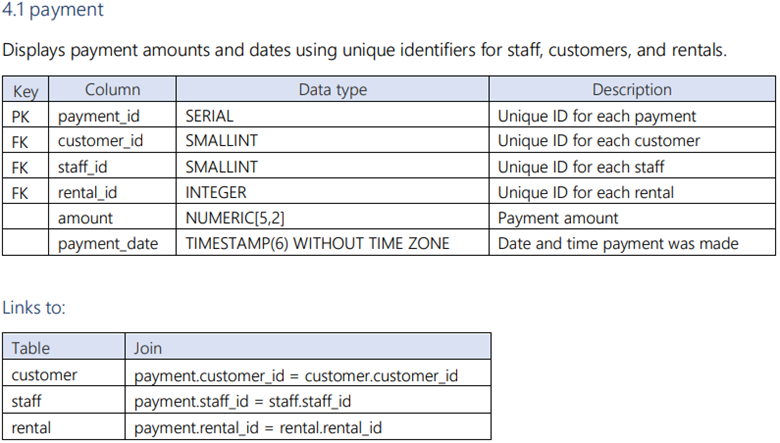 4.1 payment
Displays payment amounts and dates using unique identifiers for staff, customers, and rentals.
Key Column Data type Description
PK payment_id SERIAL Unique ID for each payment
FK customer_id SMALLINT Unique ID for each customer
FK staff_id SMALLINT Unique ID for each staff
FK rental_id INTEGER Unique ID for each rental
amount NUMERIC[5,2] Payment amount
payment_date TIMESTAMP(6) WITHOUT TIME ZONE Date and time payment was made
Links to:
Table Join
customer payment.customer_id = customer.customer_id
staff payment.staff_id = staff.staff_id
rental payment.rental_id = rental.rental_id